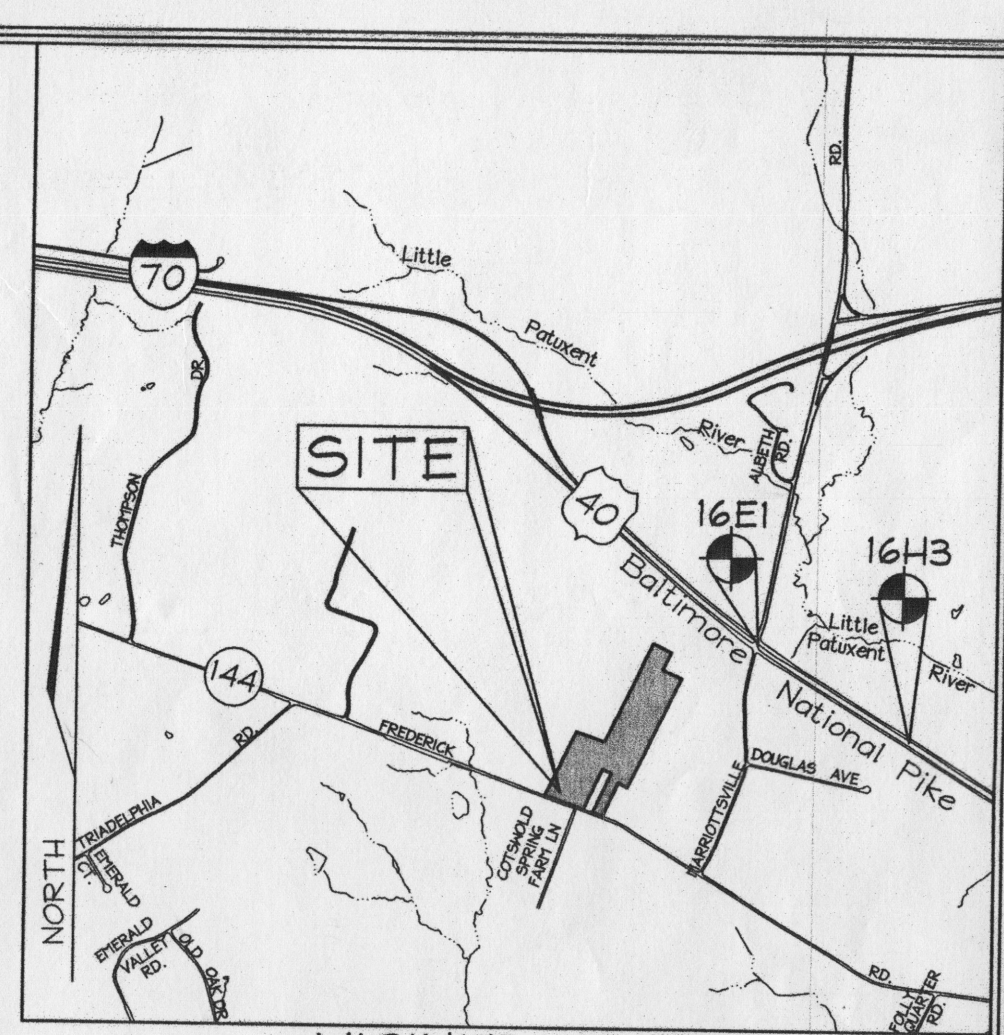 RD.
Little
70
Patuxent
DR
River
ALBETH
RD.
SITE
40
16E1
THOMPSON
16H3
Baltimore
Little
Patuxent
River
144
National Pike
RD.
FREDERICK
DOUGLAS AVE
TRIADELPHIA
MARRIOTTSVILLE
COTSWOLD
SPRING
FARM LN
EMERALD
CT.
NORTH
EMERALD
VALLEY
RD.
OLD OAK DR
RD.
FOLLY
QUARTER
RD.